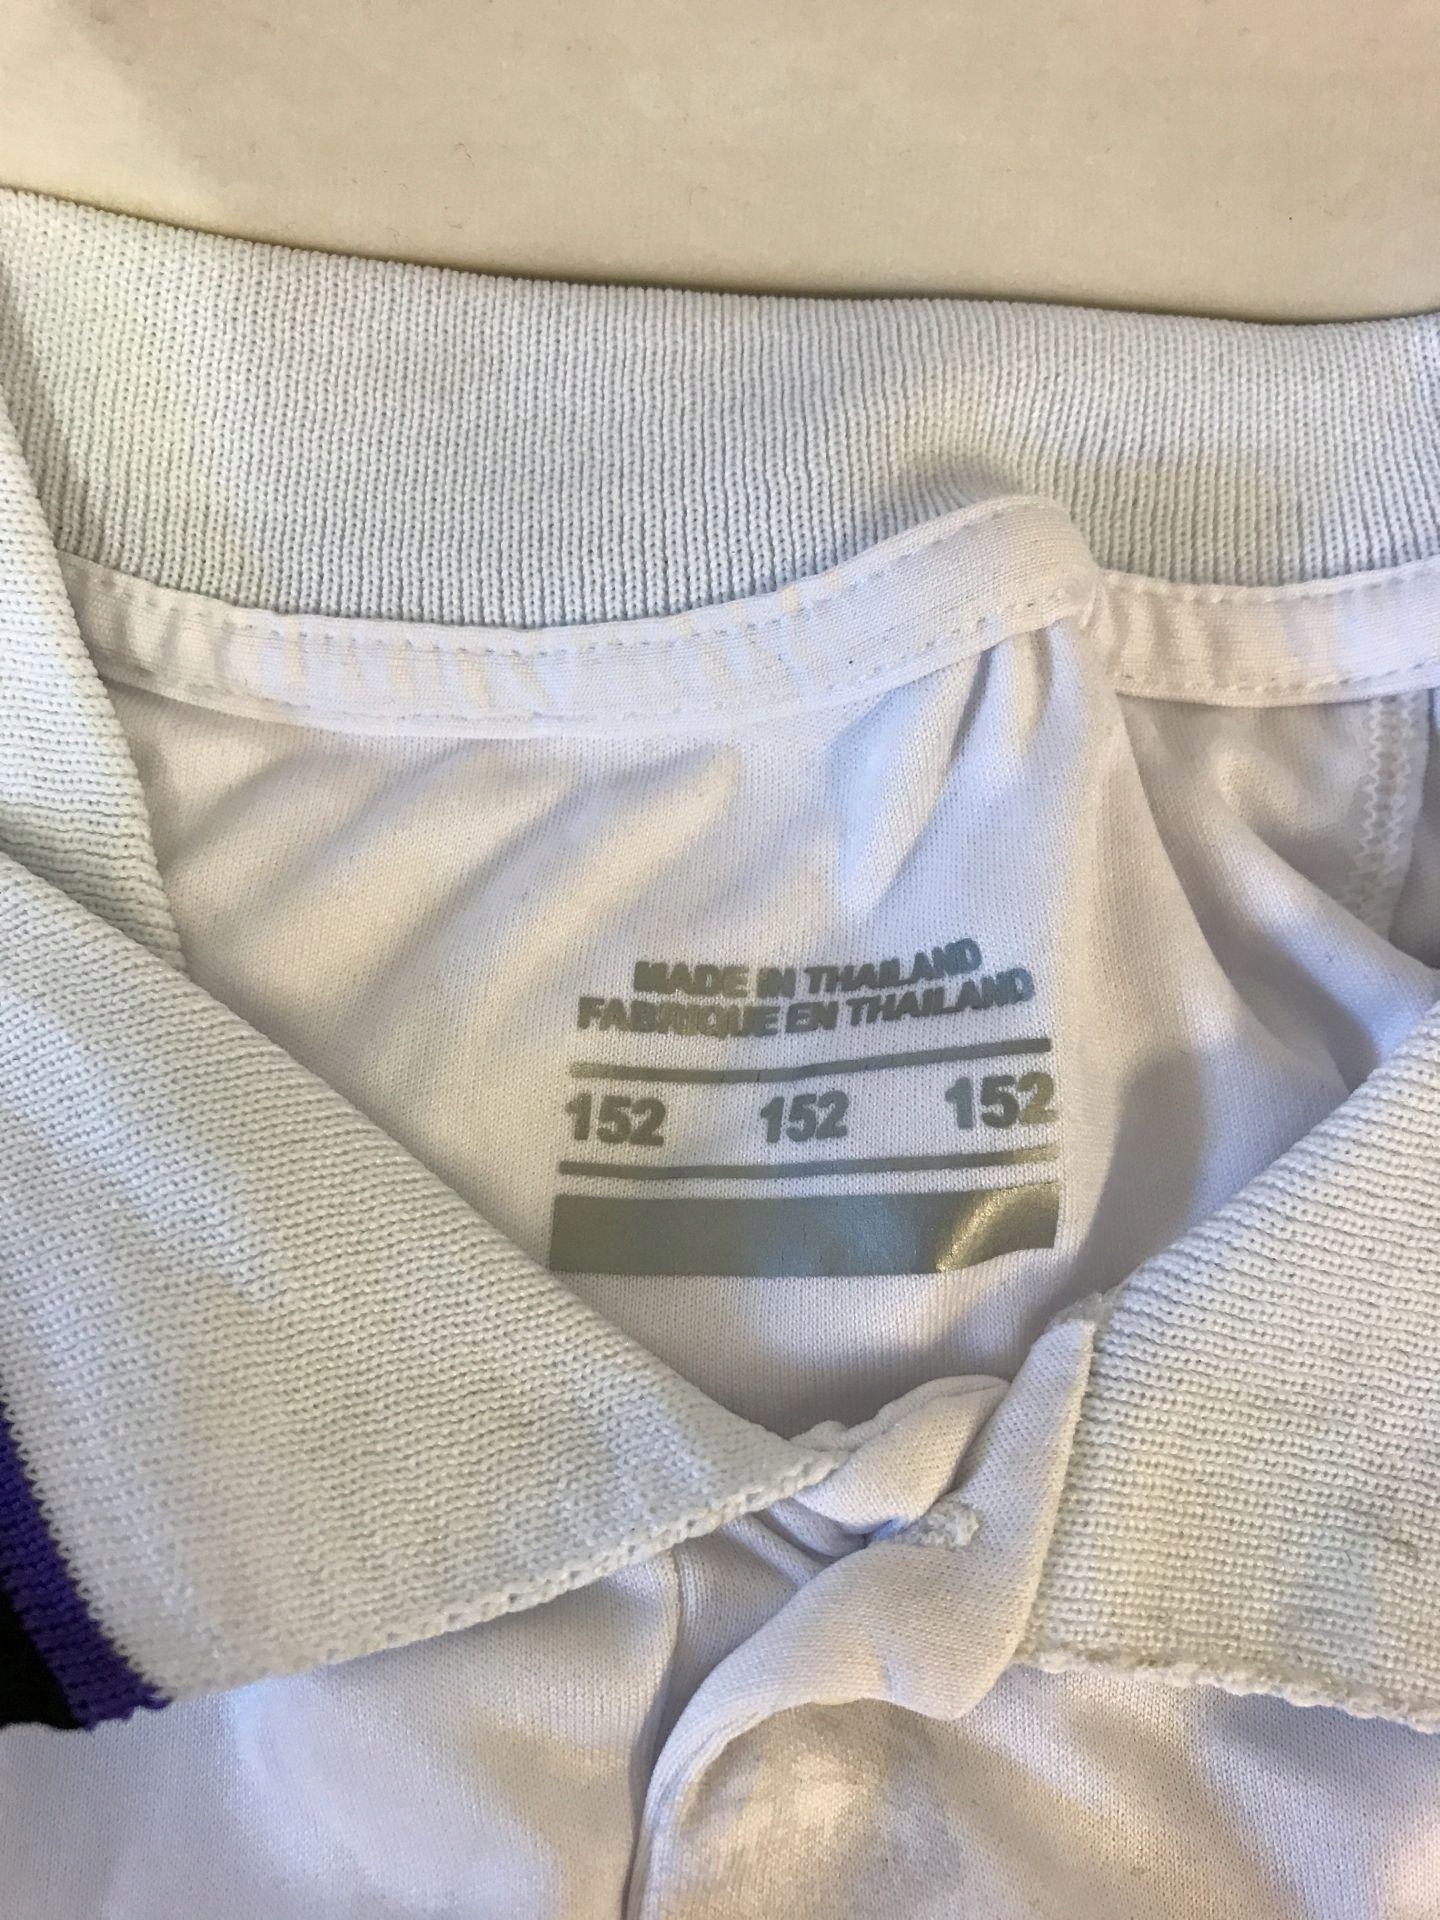 MADE IN THAILAND
FABRIQUE EN THAILAND
152 152 152